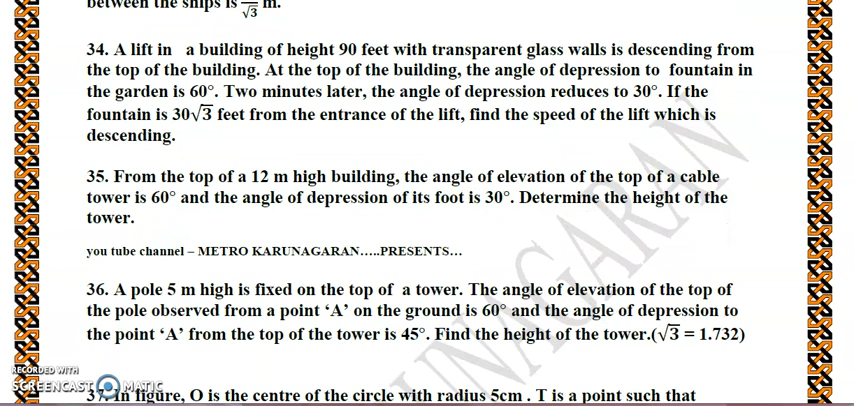 between the ships is 
/√3 m.
34. A lift in a building of height 90 feet with transparent glass walls is descending from
the top of the building. At the top of the building, the angle of depression to fountain in
the garden is 60°. Two minutes later, the angle of depression reduces to 30°. If the
fountain is 30√3 feet from the entrance of the lift, find the speed of the lift which is
descending.
35. From the top of a 12 m high building, the angle of elevation of the top of a cable
tower is 60° and the angle of depression of its foot is 30°. Determine the height of the
tower.
you tube channel – METRO KARUNAGARAN…..PRESENTS…
36. A pole 5 m high is fixed on the top of a tower. The angle of elevation of the top of
the pole observed from a point ‘A’ on the ground is 60° and the angle of depression to
the point ‘A’ from the top of the tower is 45°. Find the height of the tower.(√3 = 1.732)
UNAGARAN
RECORDED WITH
SCREENCAST MATIC
37. In figure, O is the centre of the circle with radius 5cm . T is a point such that